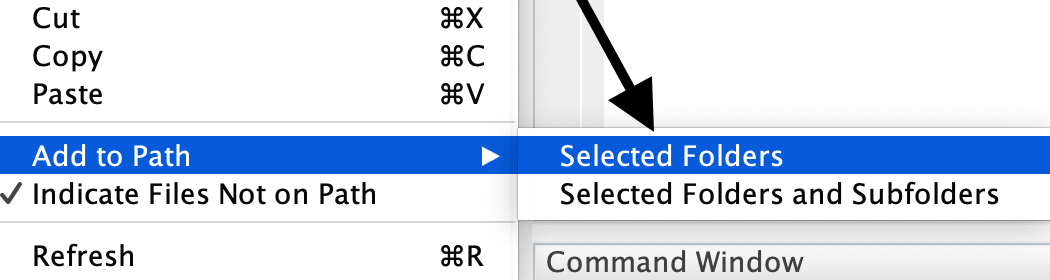 Cut ⌘X
Copy ⌘C
Paste ⌘V
Add to Path ▶
Selected Folders
✓ Indicate Files Not on Path
Selected Folders and Subfolders
Refresh ⌘R
Command Window